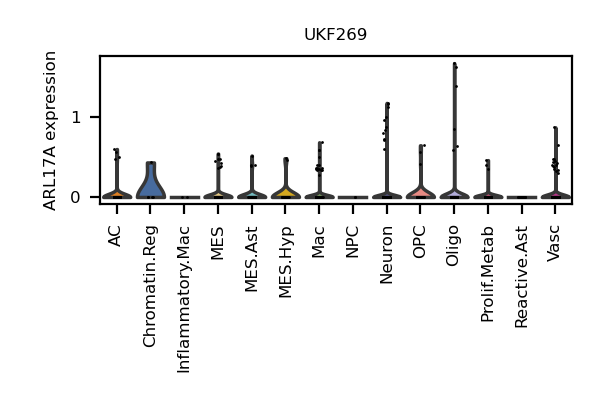 UKF269
ARL17A expression
1
0
AC
Chromatin.Reg
Inflammatory.Mac
MES
MES.Ast
MES.Hyp
Mac
NPC
Neuron
OPC
Oligo
Prolif.Metab
Reactive.Ast
Vasc